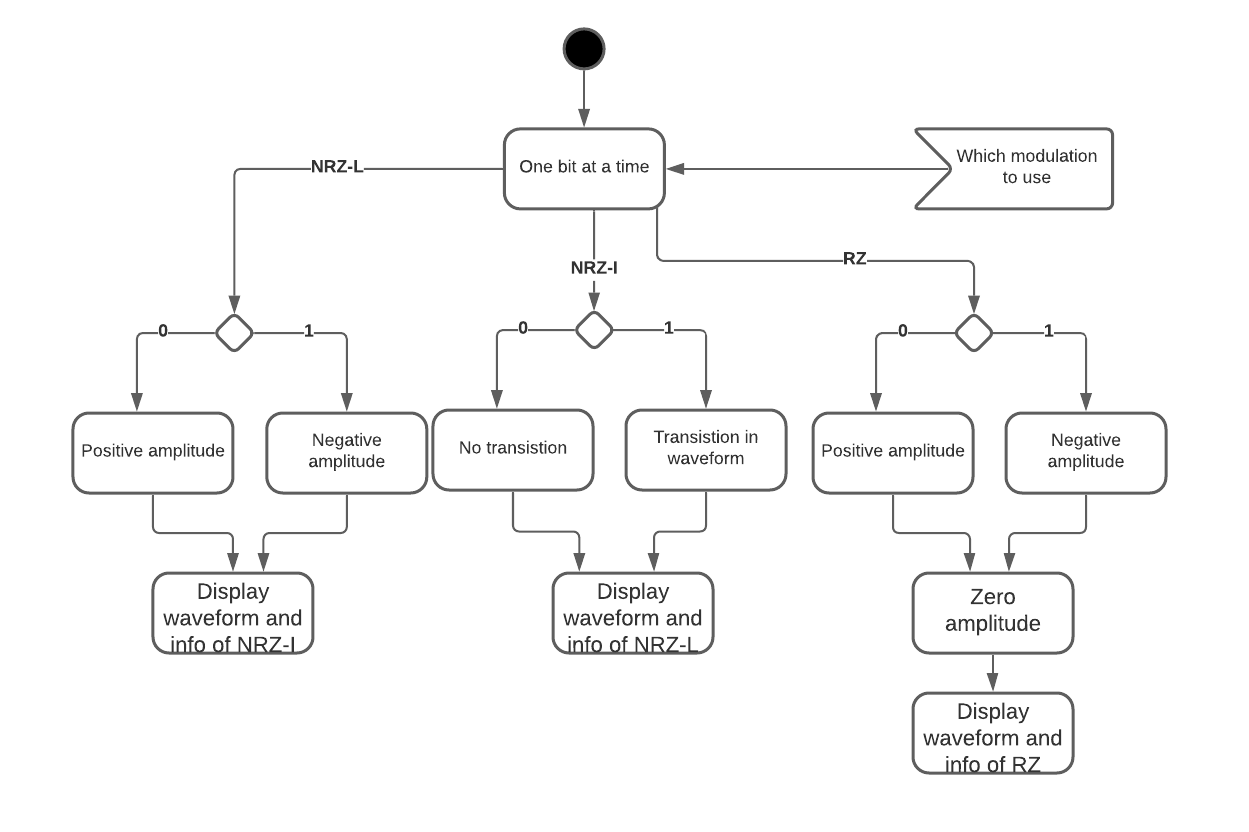 One bit at a time
Which modulation
to use
NRZ-L
NRZ-I
RZ
0
1
0
1
0
1
Positive amplitude
Negative
amplitude
No transistion
Transistion in
waveform
Positive amplitude
Negative
amplitude
Display
waveform and
info of NRZ-I
Display
waveform and
info of NRZ-L
Zero
amplitude
Display
waveform and
info of RZ